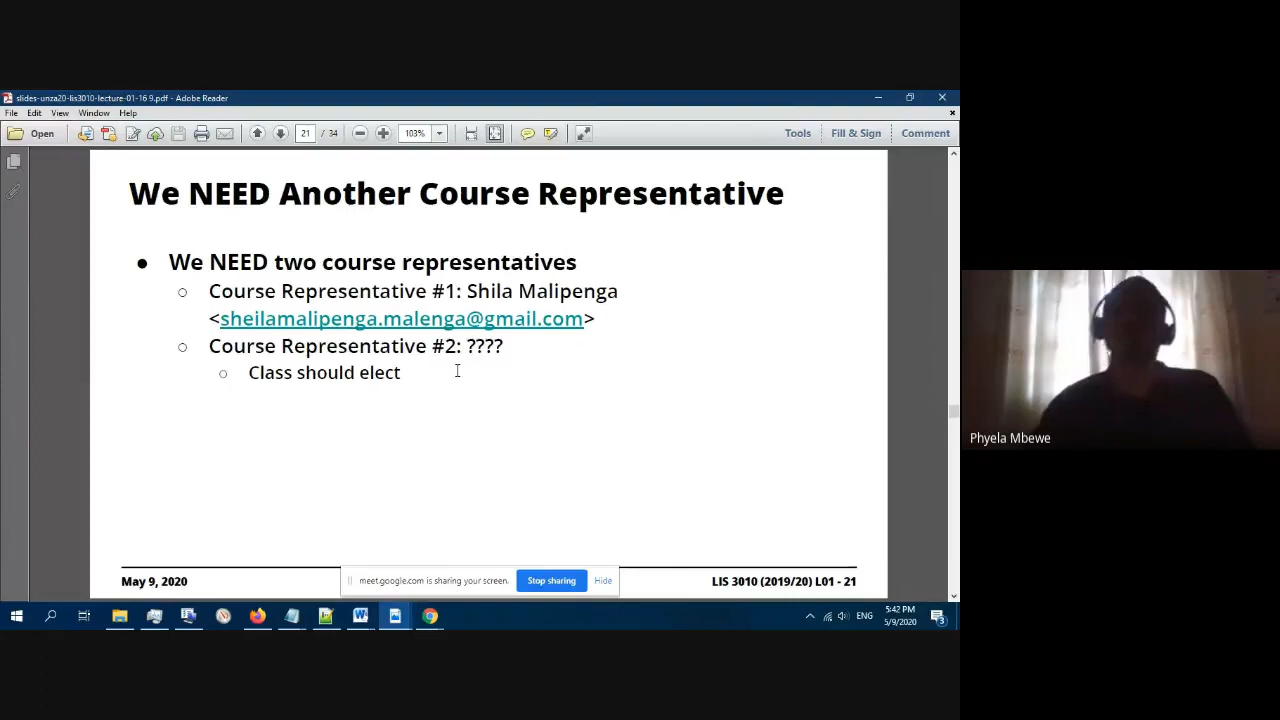 slides-unza20-lis3010-lecture-01-16 9.pdf - Adobe Reader
File Edit View Window Help
Open 21 / 34 103% Tools Fill & Sign Comment
We NEED Another Course Representative
● We NEED two course representatives
○ Course Representative #1: Shila Malipenga
<sheilamalipenga.malenga@gmail.com>
○ Course Representative #2: ????
○ Class should elect
Phyela Mbewe
May 9, 2020 LIS 3010 (2019/20) L01 - 21
meet.google.com is sharing your screen. Stop sharing Hide
ENG 5:42 PM
5/9/2020 3